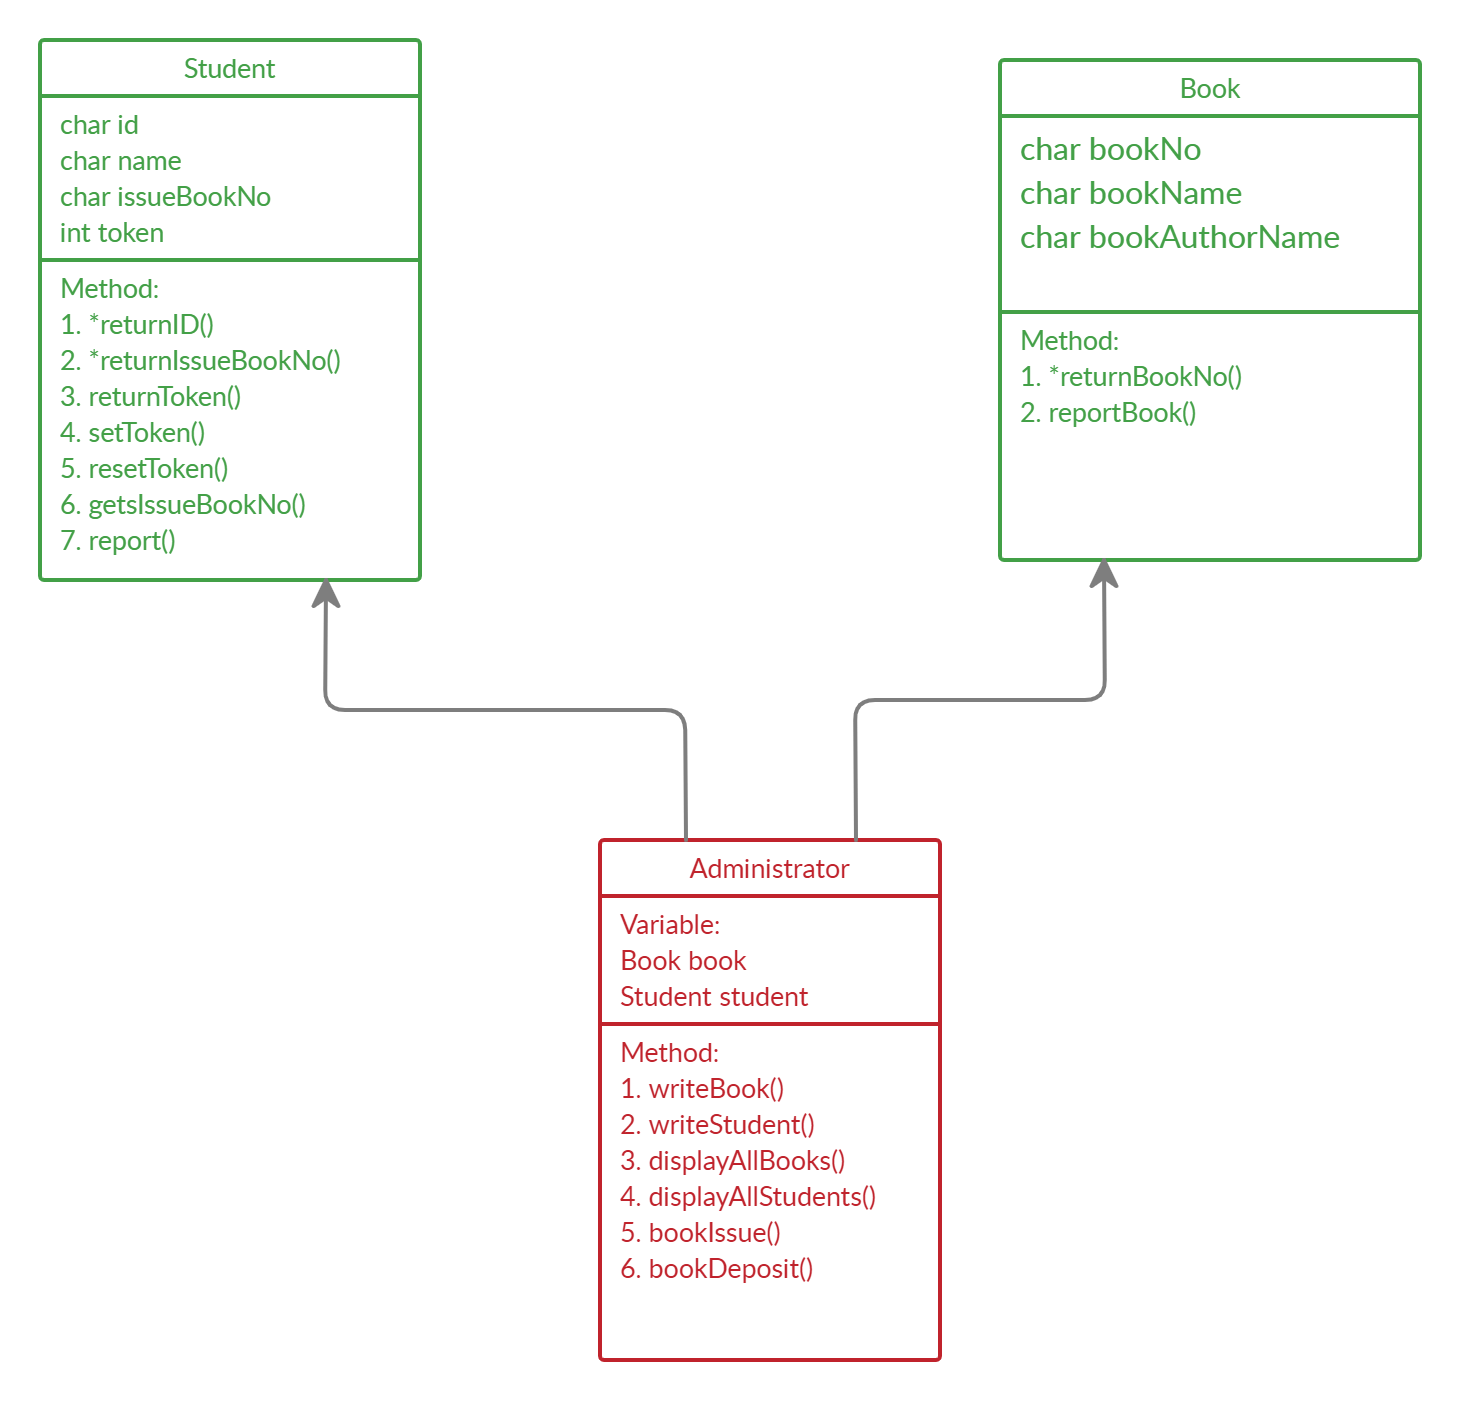 Student
char id
char name
char issueBookNo
int token
Method:
1. *returnID()
2. *returnIssueBookNo()
3. returnToken()
4. setToken()
5. resetToken()
6. getsIssueBookNo()
7. report()
Book
char bookNo
char bookName
char bookAuthorName
Method:
1. *returnBookNo()
2. reportBook()
Administrator
Variable:
Book book
Student student
Method:
1. writeBook()
2. writeStudent()
3. displayAllBooks()
4. displayAllStudents()
5. bookIssue()
6. bookDeposit()